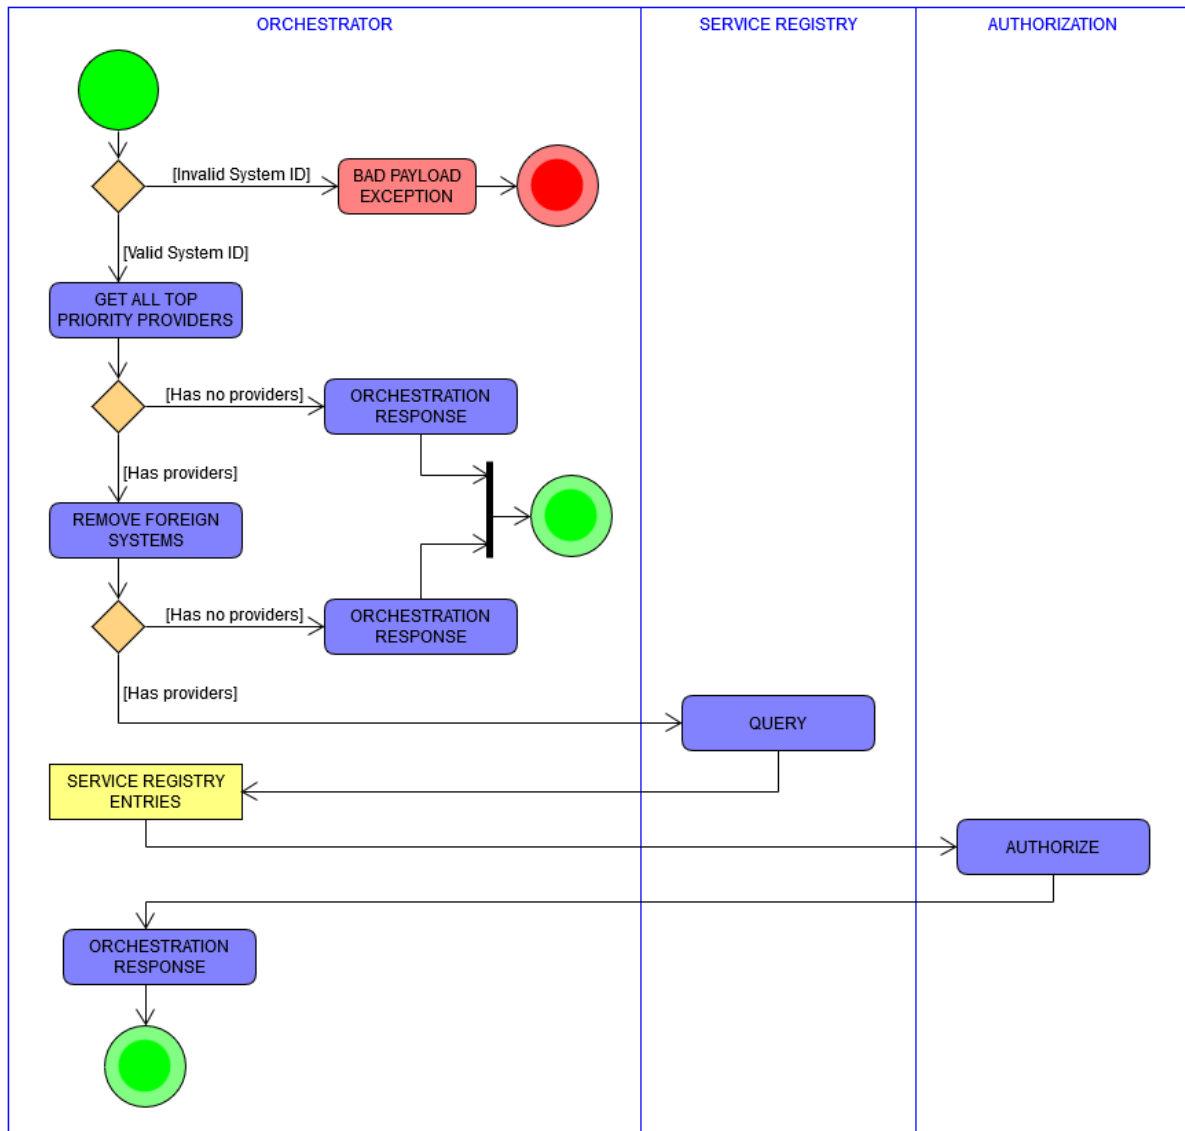 ORCHESTRATOR
SERVICE REGISTRY
AUTHORIZATION
[Invalid System ID]
BAD PAYLOAD
EXCEPTION
[Valid System ID]
GET ALL TOP
PRIORITY PROVIDERS
[Has no providers]
ORCHESTRATION
RESPONSE
[Has providers]
REMOVE FOREIGN
SYSTEMS
[Has no providers]
ORCHESTRATION
RESPONSE
[Has providers]
QUERY
SERVICE REGISTRY
ENTRIES
AUTHORIZE
ORCHESTRATION
RESPONSE